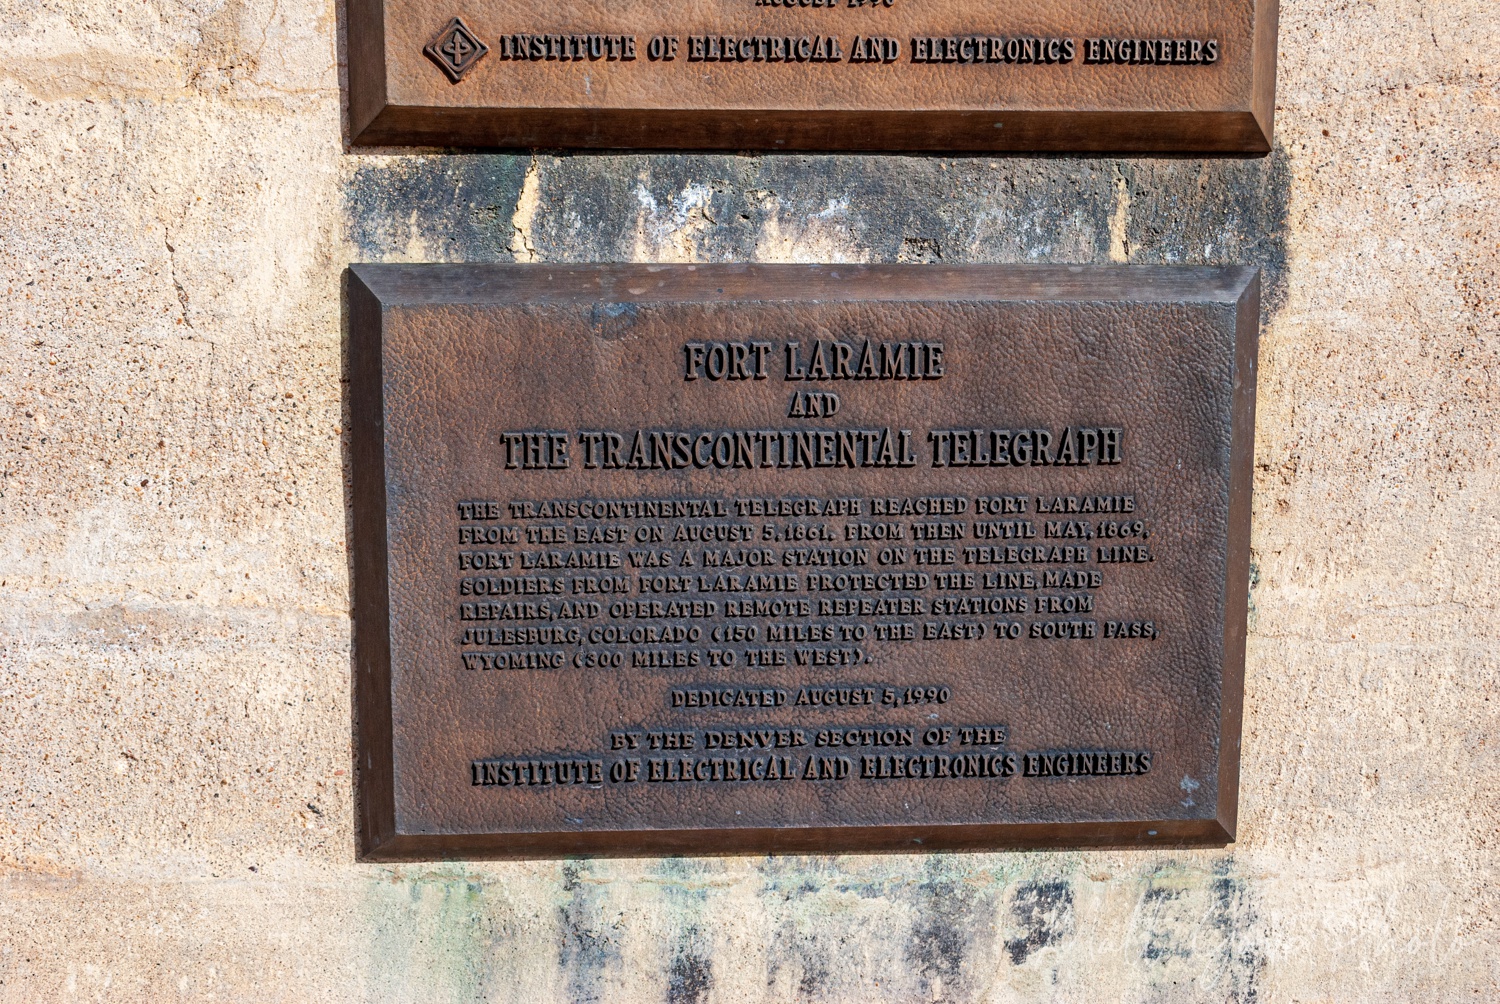 AUGUST 1990
INSTITUTE OF ELECTRICAL AND ELECTRONICS ENGINEERS
FORT LARAMIE
AND
THE TRANSCONTINENTAL TELEGRAPH
THE TRANSCONTINENTAL TELEGRAPH REACHED FORT LARAMIE
FROM THE EAST ON AUGUST 5, 1861. FROM THEN UNTIL MAY, 1869,
FORT LARAMIE WAS A MAJOR STATION ON THE TELEGRAPH LINE.
SOLDIERS FROM FORT LARAMIE PROTECTED THE LINE, MADE
REPAIRS, AND OPERATED REMOTE REPEATER STATIONS FROM
JULESBURG, COLORADO (150 MILES TO THE EAST) TO SOUTH PASS,
WYOMING (300 MILES TO THE WEST).
DEDICATED AUGUST 5, 1990
BY THE DENVER SECTION OF THE
INSTITUTE OF ELECTRICAL AND ELECTRONICS ENGINEERS